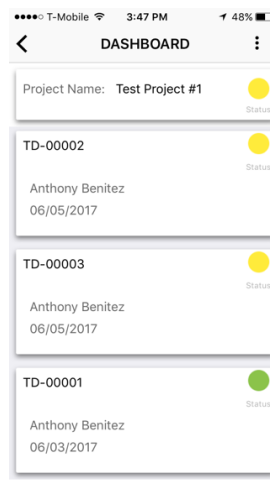 T-Mobile 3:47 PM 48%
DASHBOARD
Project Name: Test Project #1
Status
TD-00002
Status
Anthony Benitez
06/05/2017
TD-00003
Status
Anthony Benitez
06/05/2017
TD-00001
Status
Anthony Benitez
06/03/2017